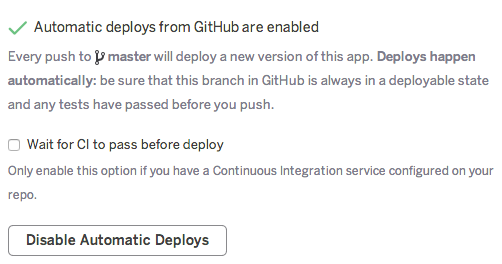 Automatic deploys from GitHub are enabled
Every push to master will deploy a new version of this app. Deploys happen
automatically: be sure that this branch in GitHub is always in a deployable state
and any tests have passed before you push.
Wait for CI to pass before deploy
Only enable this option if you have a Continuous Integration service configured on your
repo.
Disable Automatic Deploys